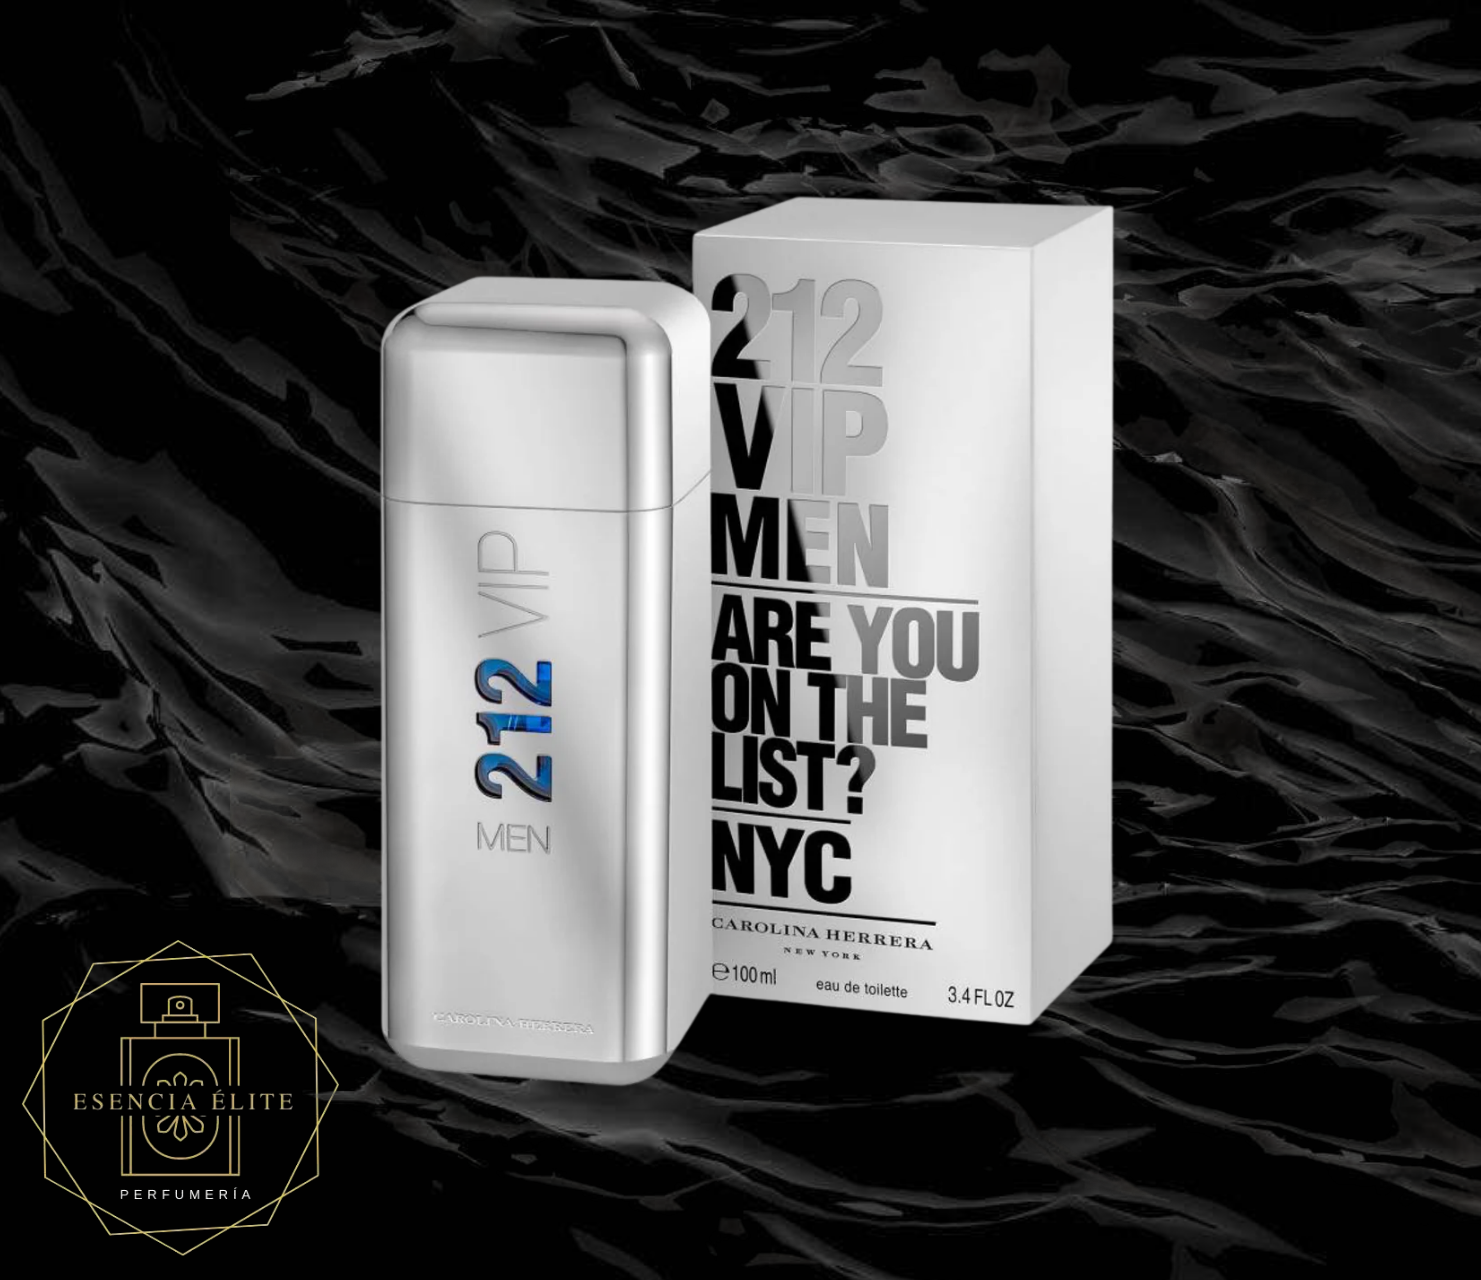 212
VIP
MEN
ARE YOU
ON THE
LIST?
NYC
CAROLINA HERRERA
NEW YORK
℮100 ml eau de toilette 3.4 FL OZ
212 VIP
MEN
CAROLINA HERRERA
ESENCIA ÉLITE
PERFUMERÍA